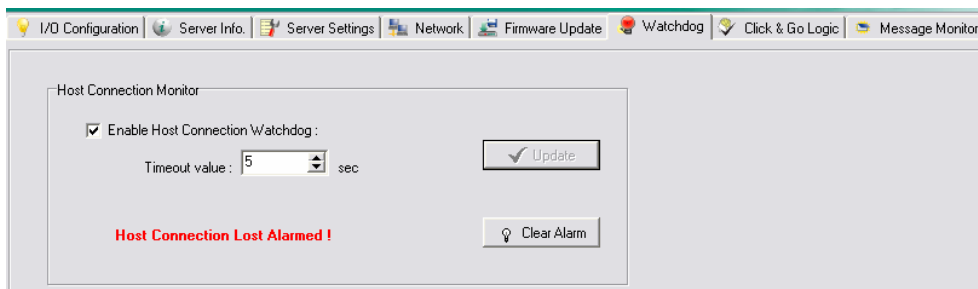 I/O Configuration Server Info. Server Settings Network Firmware Update Watchdog Click & Go Logic Message Monitor
Host Connection Monitor
Enable Host Connection Watchdog :
Timeout value : 5 sec
Update
Host Connection Lost Alarmed !
Clear Alarm